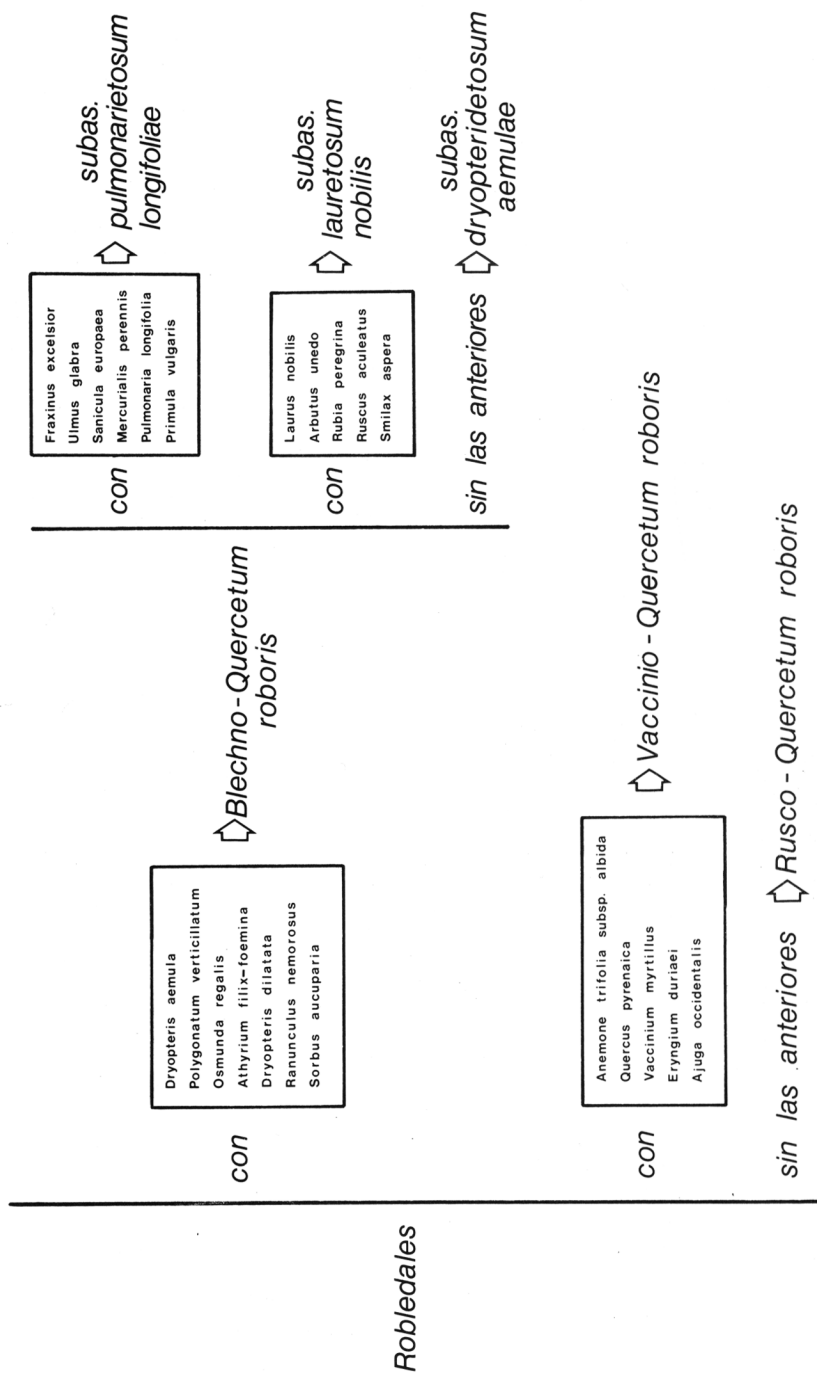 Robledales
con
Dryopteris aemula
Polygonatum verticillatum
Osmunda regalis
Athyrium filix-foemina
Dryopteris dilatata
Ranunculus nemorosus
Sorbus aucuparia
Blechno-Quercetum
roboris
con
Fraxinus excelsior
Ulmus glabra
Sanicula europaea
Mercurialis perennis
Pulmonaria longifolia
Primula vulgaris
subas.
pulmonarietosum
longifoliae
con
Laurus nobilis
Arbutus unedo
Rubia peregrina
Ruscus aculeatus
Smilax aspera
subas.
lauretosum
nobilis
sin las anteriores
subas.
dryopteridetosum
aemulae
con
Anemone trifolia subsp. albida
Quercus pyrenaica
Vaccinium myrtillus
Eryngium duriaei
Ajuga occidentalis
Vaccinio - Quercetum roboris
sin las anteriores
Rusco - Quercetum roboris